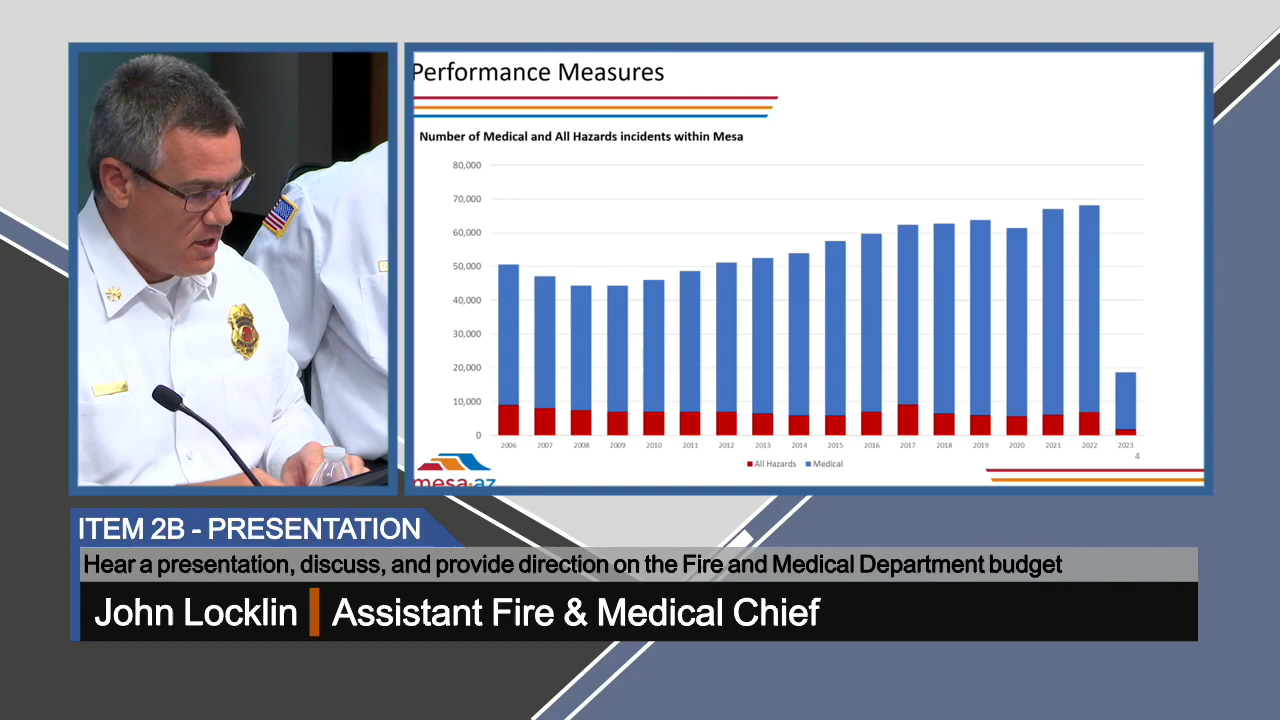 Performance Measures
Number of Medical and All Hazards incidents within Mesa
80,000
70,000
60,000
50,000
40,000
30,000
20,000
10,000
0
2006 2007 2008 2009 2010 2011 2012 2013 2014 2015 2016 2017 2018 2019 2020 2021 2022 2023
4
All Hazards Medical
mesa·az
ITEM 2B - PRESENTATION
Hear a presentation, discuss, and provide direction on the Fire and Medical Department budget
John Locklin Assistant Fire & Medical Chief